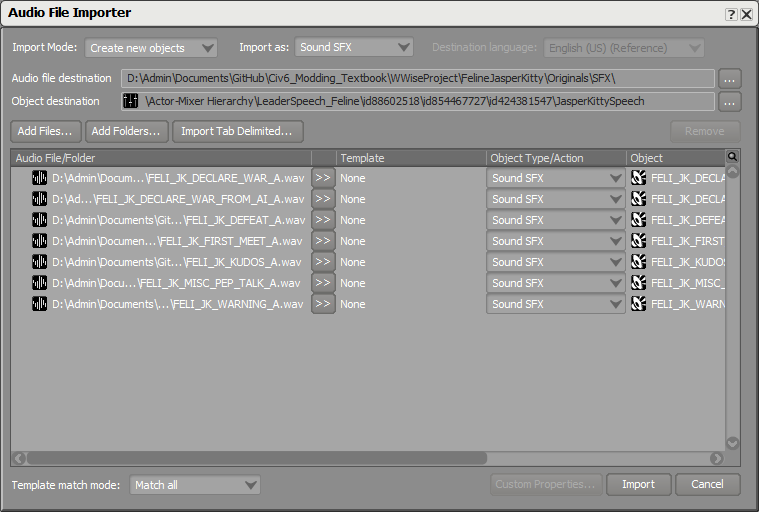 Audio File Importer
Import Mode: Create new objects Import as: Sound SFX Destination language: English (US) (Reference)
Audio file destination D:\Admin\Documents\GitHub\Civ6_Modding_Textbook\WWiseProject\FelineJasperKitty\Originals\SFX\ ...
Object destination \Actor-Mixer Hierarchy\LeaderSpeech_Feline\id88602518\id854467727\id424381547\JasperKittySpeech ...
Add Files... Add Folders... Import Tab Delimited... Remove
Audio File/Folder Template Object Type/Action Object
D:\Admin\Docum...\FELI_JK_DECLARE_WAR_A.wav >> None Sound SFX FELI_JK_DECLA
D:\Ad...\FELI_JK_DECLARE_WAR_FROM_AI_A.wav >> None Sound SFX FELI_JK_DECLA
D:\Admin\Documents\Git...\FELI_JK_DEFEAT_A.wav >> None Sound SFX FELI_JK_DEFEA
D:\Admin\Documen...\FELI_JK_FIRST_MEET_A.wav >> None Sound SFX FELI_JK_FIRST
D:\Admin\Documents\Git...\FELI_JK_KUDOS_A.wav >> None Sound SFX FELI_JK_KUDOS
D:\Admin\Docu...\FELI_JK_MISC_PEP_TALK_A.wav >> None Sound SFX FELI_JK_MISC_
D:\Admin\Documents\...\FELI_JK_WARNING_A.wav >> None Sound SFX FELI_JK_WARN
Template match mode: Match all Custom Properties... Import Cancel